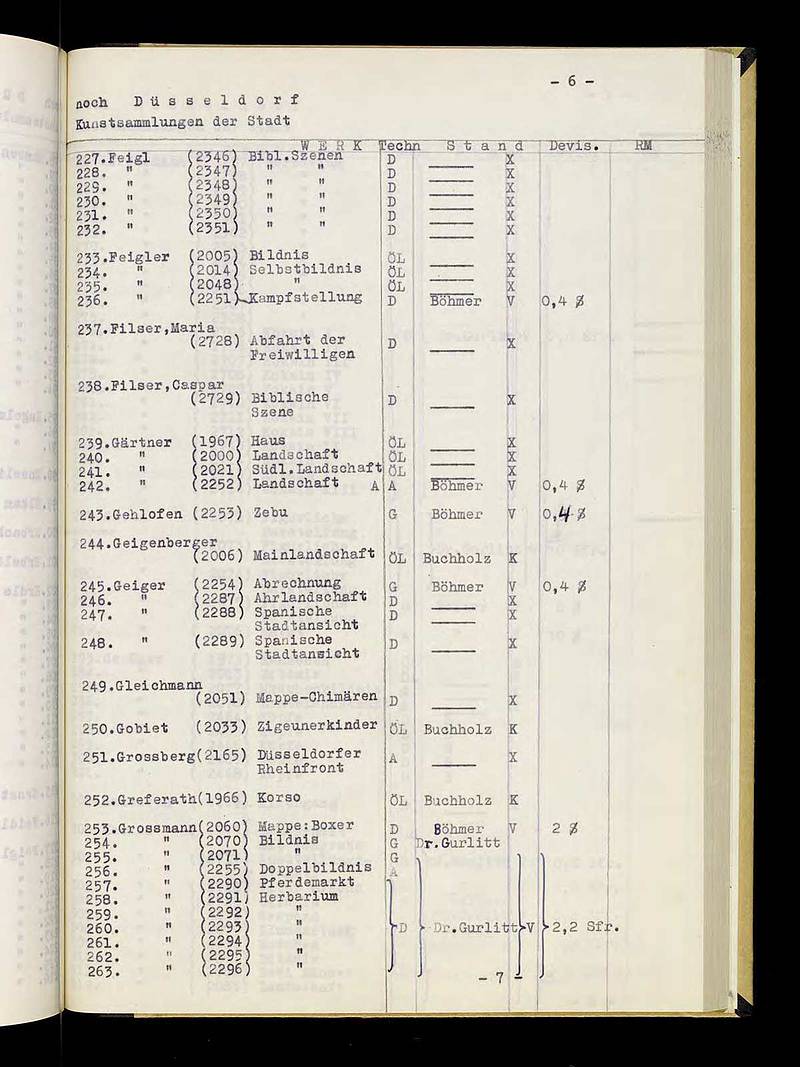 - 6 -
noch Düsseldorf
Kunstsammlungen der Stadt
WERK Techn Stand Devis. RM
227.Feigl (2346) Bibl.Szenen D ——— X
228. " (2347) " " D ——— X
229. " (2348) " " D ——— X
230. " (2349) " " D ——— X
231. " (2350) " " D ——— X
232. " (2351) " " D ——— X
233.Feigler (2005) Bildnis ÖL ——— X
234. " (2014) Selbstbildnis ÖL ——— X
235. " (2048) " ÖL ——— X
236. " (2251) Kampfstellung D Böhmer V 0,4 $
237.Filser,Maria
(2728) Abfahrt der D ——— X
Freiwilligen
238.Filser,Caspar
(2729) Biblische D ——— X
Szene
239.Gärtner (1967) Haus ÖL ——— X
240. " (2000) Landschaft ÖL ——— X
241. " (2021) Südl.Landschaft ÖL ——— X
242. " (2252) Landschaft A A Böhmer V 0,4 $
243.Gehlofen (2253) Zebu G Böhmer V 0,4 $
244.Geigenberger
(2006) Mainlandschaft ÖL Buchholz K
245.Geiger (2254) Abrechnung G Böhmer V 0,4 $
246. " (2287) Ahrlandschaft D ——— X
247. " (2288) Spanische D ——— X
Stadtansicht
248. " (2289) Spanische D ——— X
Stadtansicht
249.Gleichmann
(2051) Mappe-Chimären D ——— X
250.Gobiet (2033) Zigeunerkinder ÖL Buchholz K
251.Grossberg(2165) Düsseldorfer A ——— X
Rheinfront
252.Greferath(1966) Korso ÖL Buchholz K
253.Grossmann(2060) Mappe:Boxer D Böhmer V 2 $
254. " (2070) Bildnis G Dr.Gurlitt
255. " (2071) " G
256. " (2255) Doppelbildnis A
257. " (2290) Pferdemarkt
258. " (2291) Herbarium
259. " (2292) "
260. " (2293) " D Dr.Gurlitt V 2,2 Sfr.
261. " (2294) "
262. " (2295) "
263. " (2296) "
- 7 -